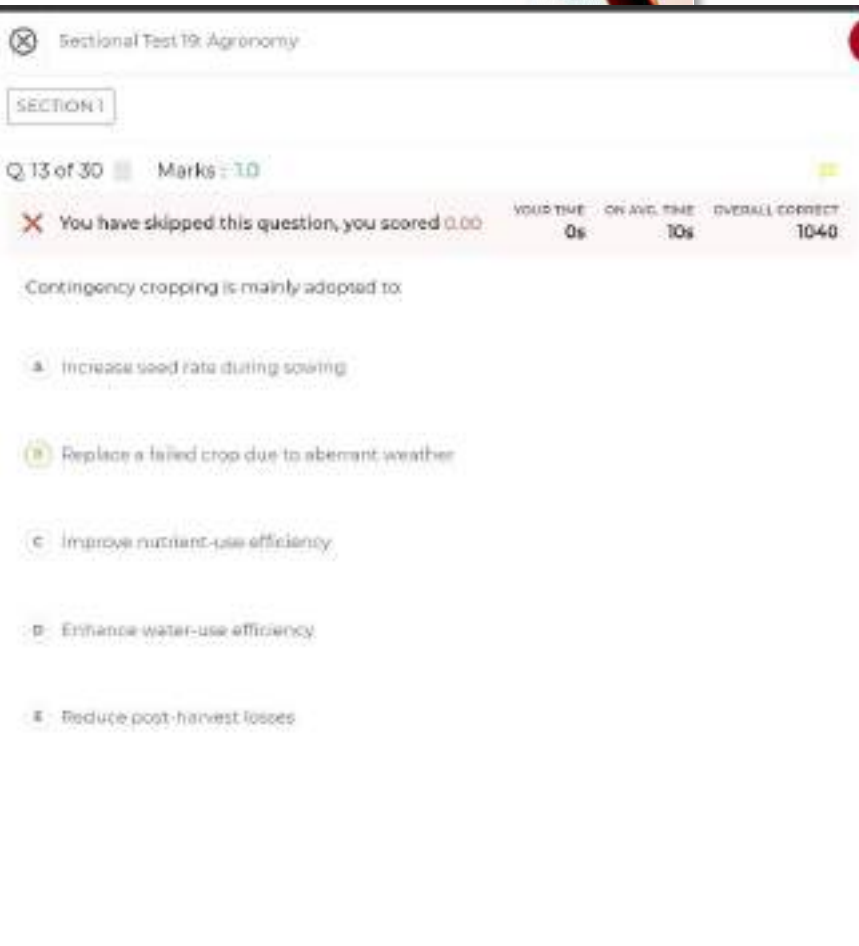 Sectional Test 19: Agronomy
SECTION 1
Q. 13 of 30 Marks : 1.0
You have skipped this question, you scored 0.00
YOUR TIME ON AVG. TIME OVERALL CORRECT
0s 10s 1040
Contingency cropping is mainly adopted to:
A Increase seed rate during sowing
B Replace a failed crop due to aberrant weather
C Improve nutrient-use efficiency
D Enhance water-use efficiency
E Reduce post-harvest losses